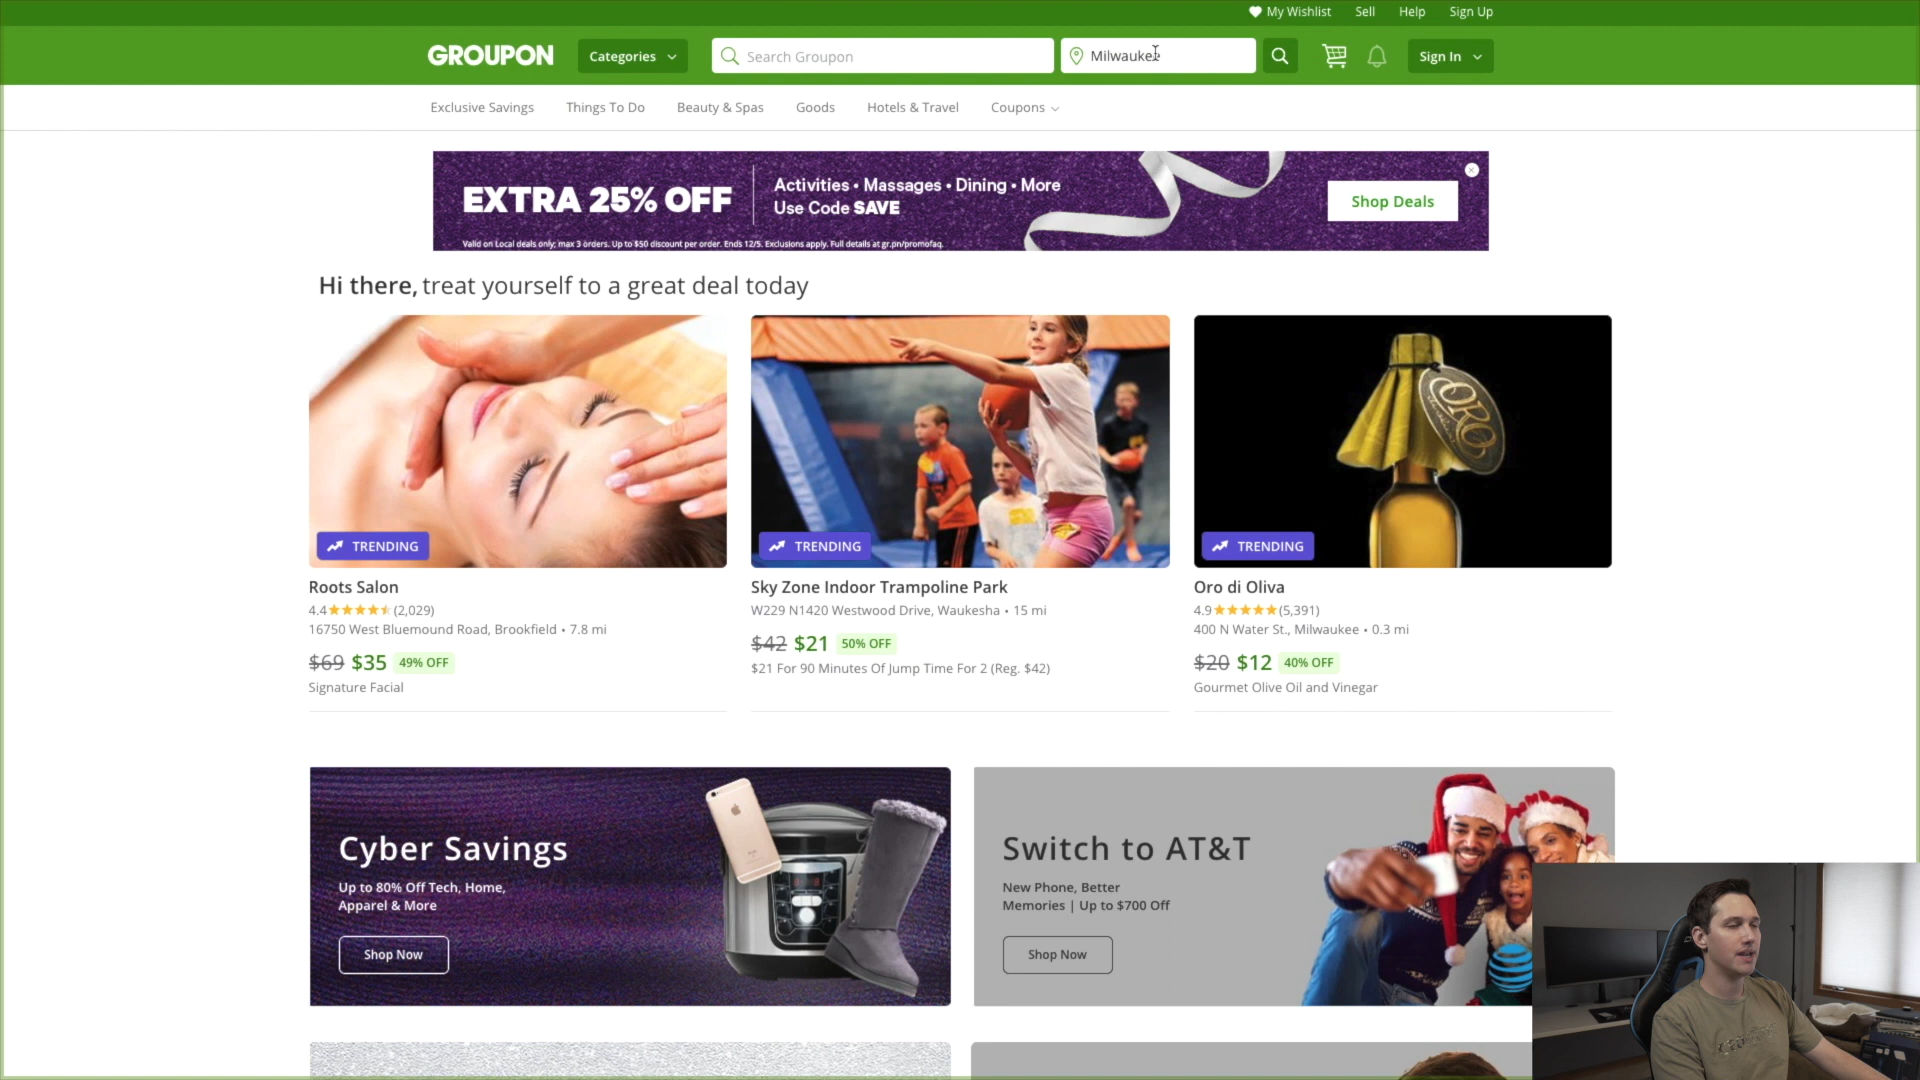 My Wishlist
Sell
Help
Sign Up
GROUPON
Categories
Search Groupon
Milwaukee
Sign In
Exclusive Savings
Things To Do
Beauty & Spas
Goods
Hotels & Travel
Coupons
EXTRA 25% OFF
Activities • Massages • Dining • More
Use Code SAVE
Shop Deals
Valid on Local deals only; max 3 orders. Up to $50 discount per order. Ends 12/5. Exclusions apply. Full details at gr.pn/promofaq.
Hi there, treat yourself to a great deal today
TRENDING
Roots Salon
4.4 (2,029)
16750 West Bluemound Road, Brookfield • 7.8 mi
$69 $35 49% OFF
Signature Facial
TRENDING
Sky Zone Indoor Trampoline Park
W229 N1420 Westwood Drive, Waukesha • 15 mi
$42 $21 50% OFF
$21 For 90 Minutes Of Jump Time For 2 (Reg. $42)
ORO
TRENDING
Oro di Oliva
4.9 (5,391)
400 N Water St., Milwaukee • 0.3 mi
$20 $12 40% OFF
Gourmet Olive Oil and Vinegar
Cyber Savings
Up to 80% Off Tech, Home,
Apparel & More
Shop Now
Switch to AT&T
New Phone, Better
Memories | Up to $700 Off
Shop Now